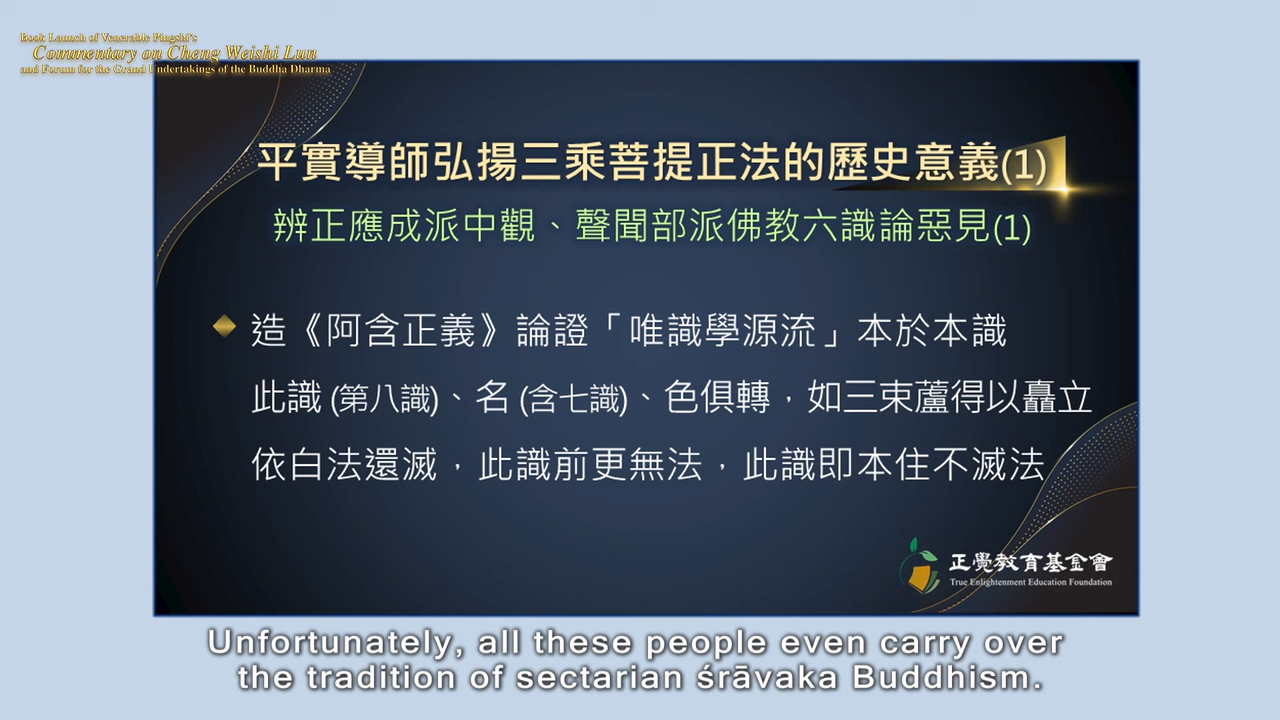 Book Launch of Venerable Pingshi's
Commentary on Cheng Weishi Lun
and Forum for the Grand Undertakings of the Buddha Dharma
平實導師弘揚三乘菩提正法的歷史意義(1)
辨正應成派中觀、聲聞部派佛教六識論惡見(1)
造《阿含正義》論證「唯識學源流」本於本識
此識 (第八識)、名 (含七識)、色俱轉，如三束蘆得以矗立
依白法還滅，此識前更無法，此識即本住不滅法
正覺教育基金會
True Enlightenment Education Foundation
Unfortunately, all these people even carry over
the tradition of sectarian śrāvaka Buddhism.